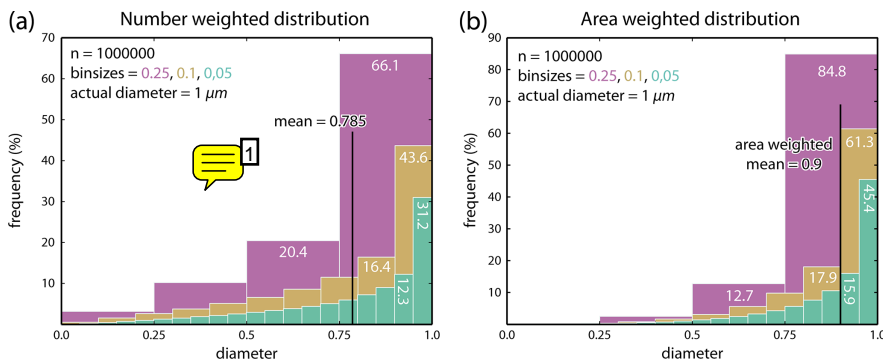 (a) Number weighted distribution
70
60
50
40
30
20
10
frequency (%)
n = 1000000
binsizes = 0.25, 0.1, 0,05
actual diameter = 1 µm
mean = 0.785
1
66.1
43.6
31.2
20.4
16.4
12.3
0.0 0.25 0.5 0.75 1.0
diameter
(b) Area weighted distribution
90
80
70
60
50
40
30
20
10
frequency (%)
n = 1000000
binsizes = 0.25, 0.1, 0,05
actual diameter = 1 µm
area weighted
mean = 0.9
84.8
61.3
45.4
12.7
17.9
15.9
0.0 0.25 0.5 0.75 1.0
diameter